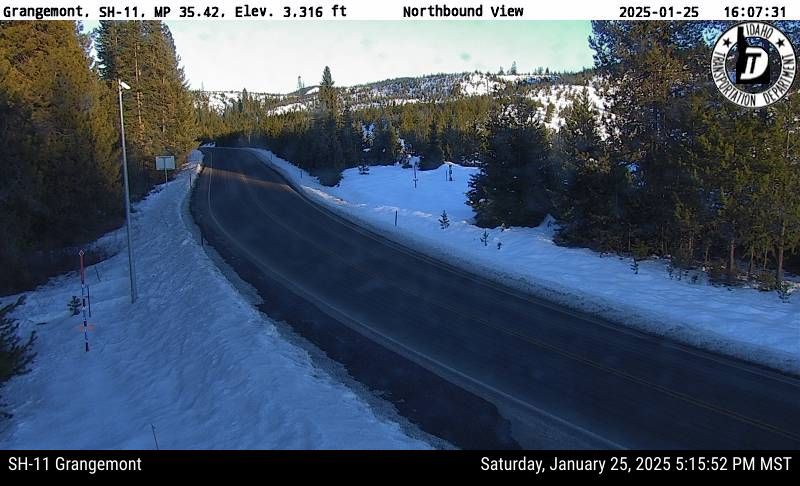 Grangemont, SH-11, MP 35.42, Elev. 3,316 ft Northbound View 2025-01-25 16:07:31
IDAHO
TRANSPORTATION DEPARTMENT
SH-11 Grangemont Saturday, January 25, 2025 5:15:52 PM MST